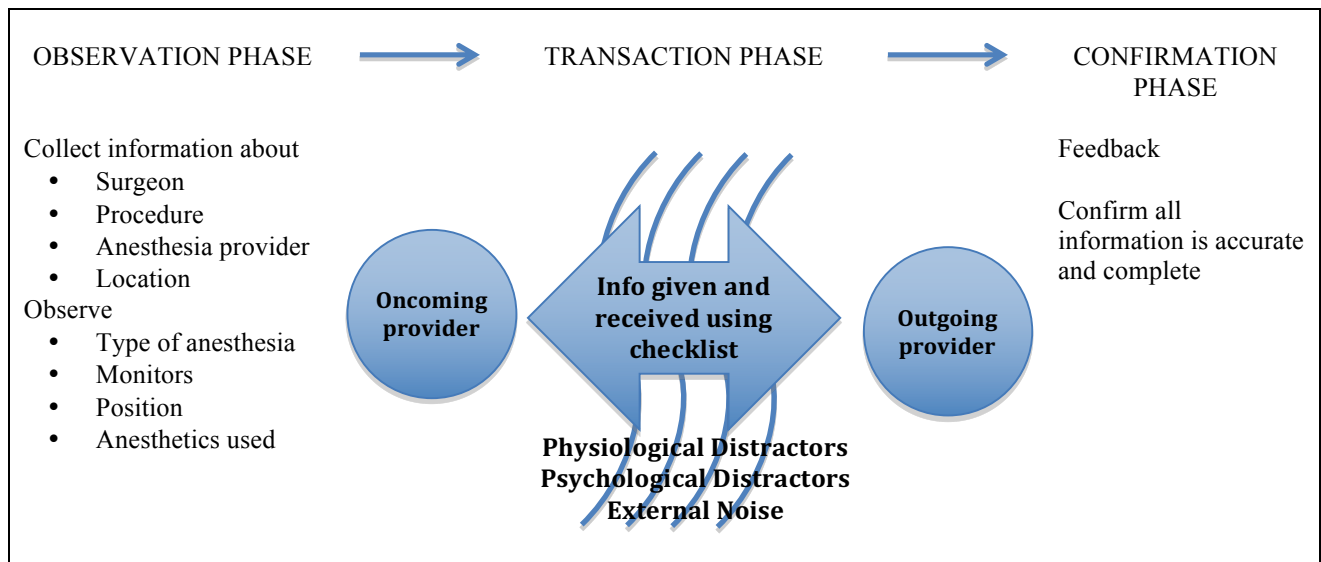 OBSERVATION PHASE
TRANSACTION PHASE
CONFIRMATION
PHASE
Collect information about
• Surgeon
• Procedure
• Anesthesia provider
• Location
Observe
• Type of anesthesia
• Monitors
• Position
• Anesthetics used
Oncoming
provider
Info given and
received using
checklist
Physiological Distractors
Psychological Distractors
External Noise
Outgoing
provider
Feedback
Confirm all
information is accurate
and complete